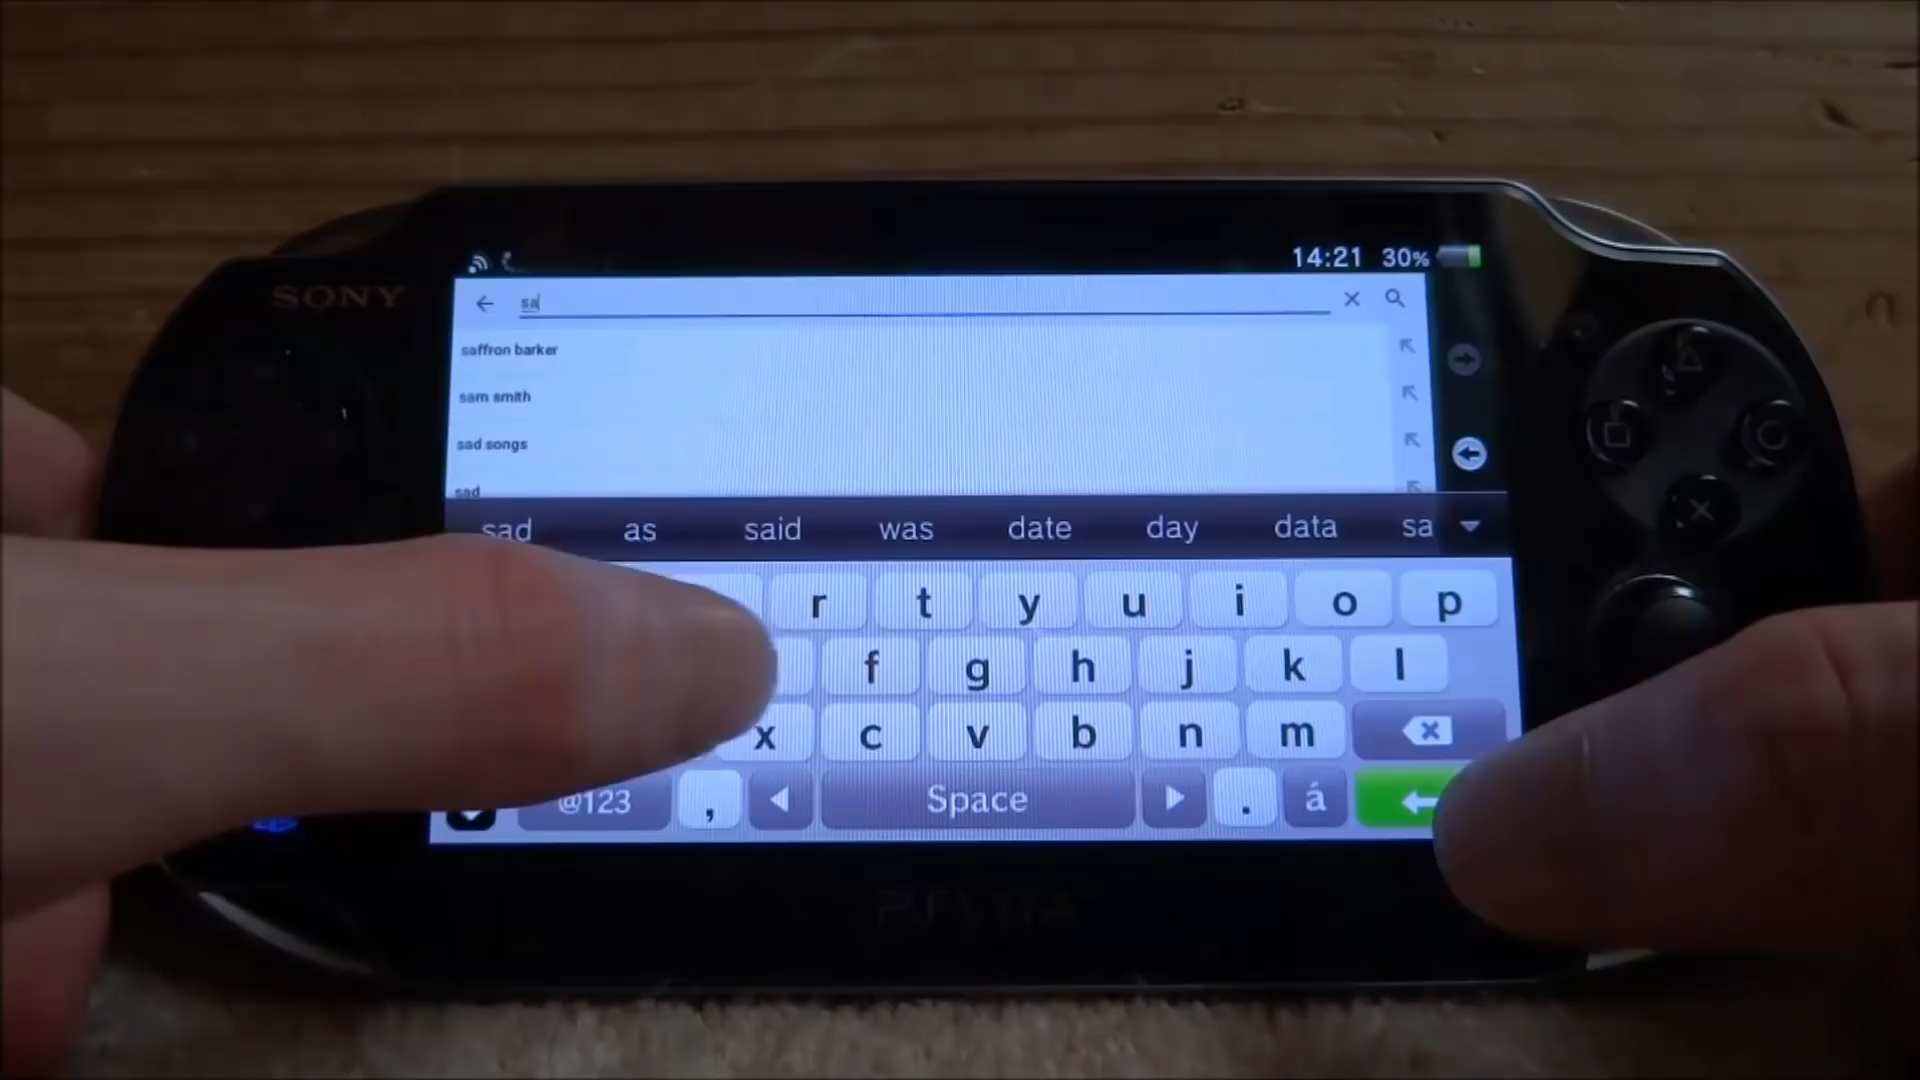 14:21 30%
SONY
sa
saffron barker
sam smith
sad songs
sad
sad as said was date day data sa
r t y u i o p
f g h j k l
x c v b n m
@123 , Space . á
PSVITA